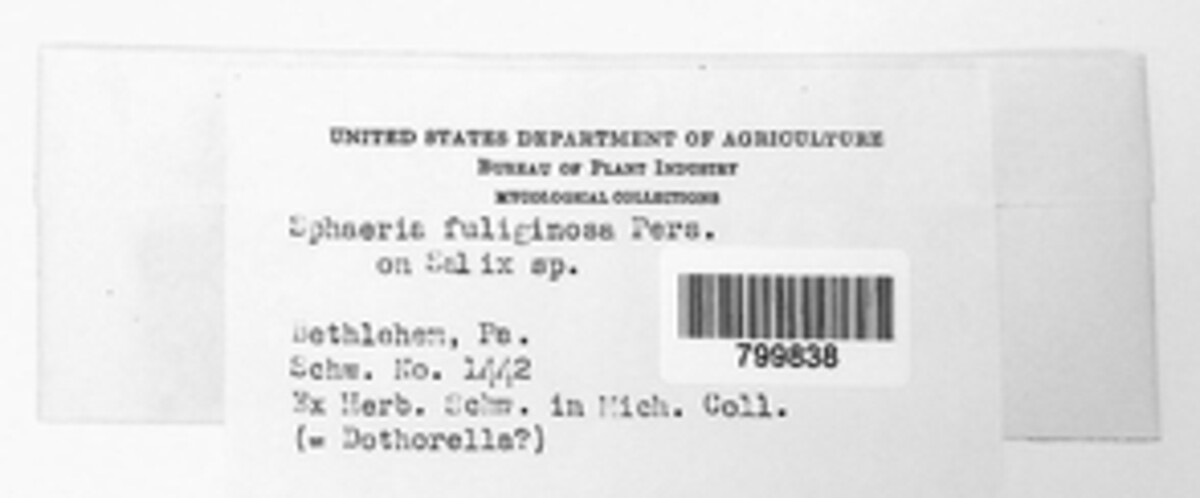 UNITED STATES DEPARTMENT OF AGRICULTURE
BUREAU OF PLANT INDUSTRY
MYCOLOGICAL COLLECTIONS
Sphaeria fuliginosa Pers.
on Salix sp.
Bethlehem, Pa.
Schw. No. 1442
Ex Herb. Schw. in Mich. Coll.
(= Dothorella?)
799838